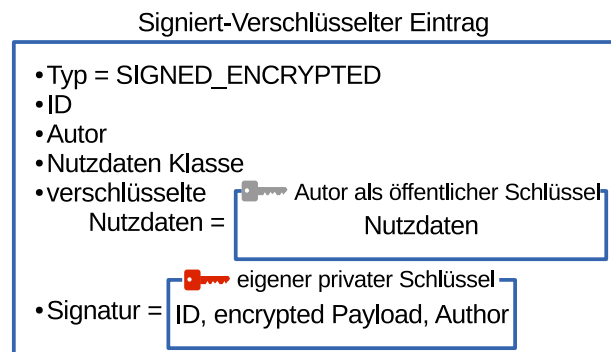 Signiert-Verschlüsselter Eintrag
•Typ = SIGNED_ENCRYPTED
•ID
•Autor
•Nutzdaten Klasse
•verschlüsselte
Autor als öffentlicher Schlüssel
Nutzdaten = Nutzdaten
eigener privater Schlüssel
•Signatur = ID, encrypted Payload, Author